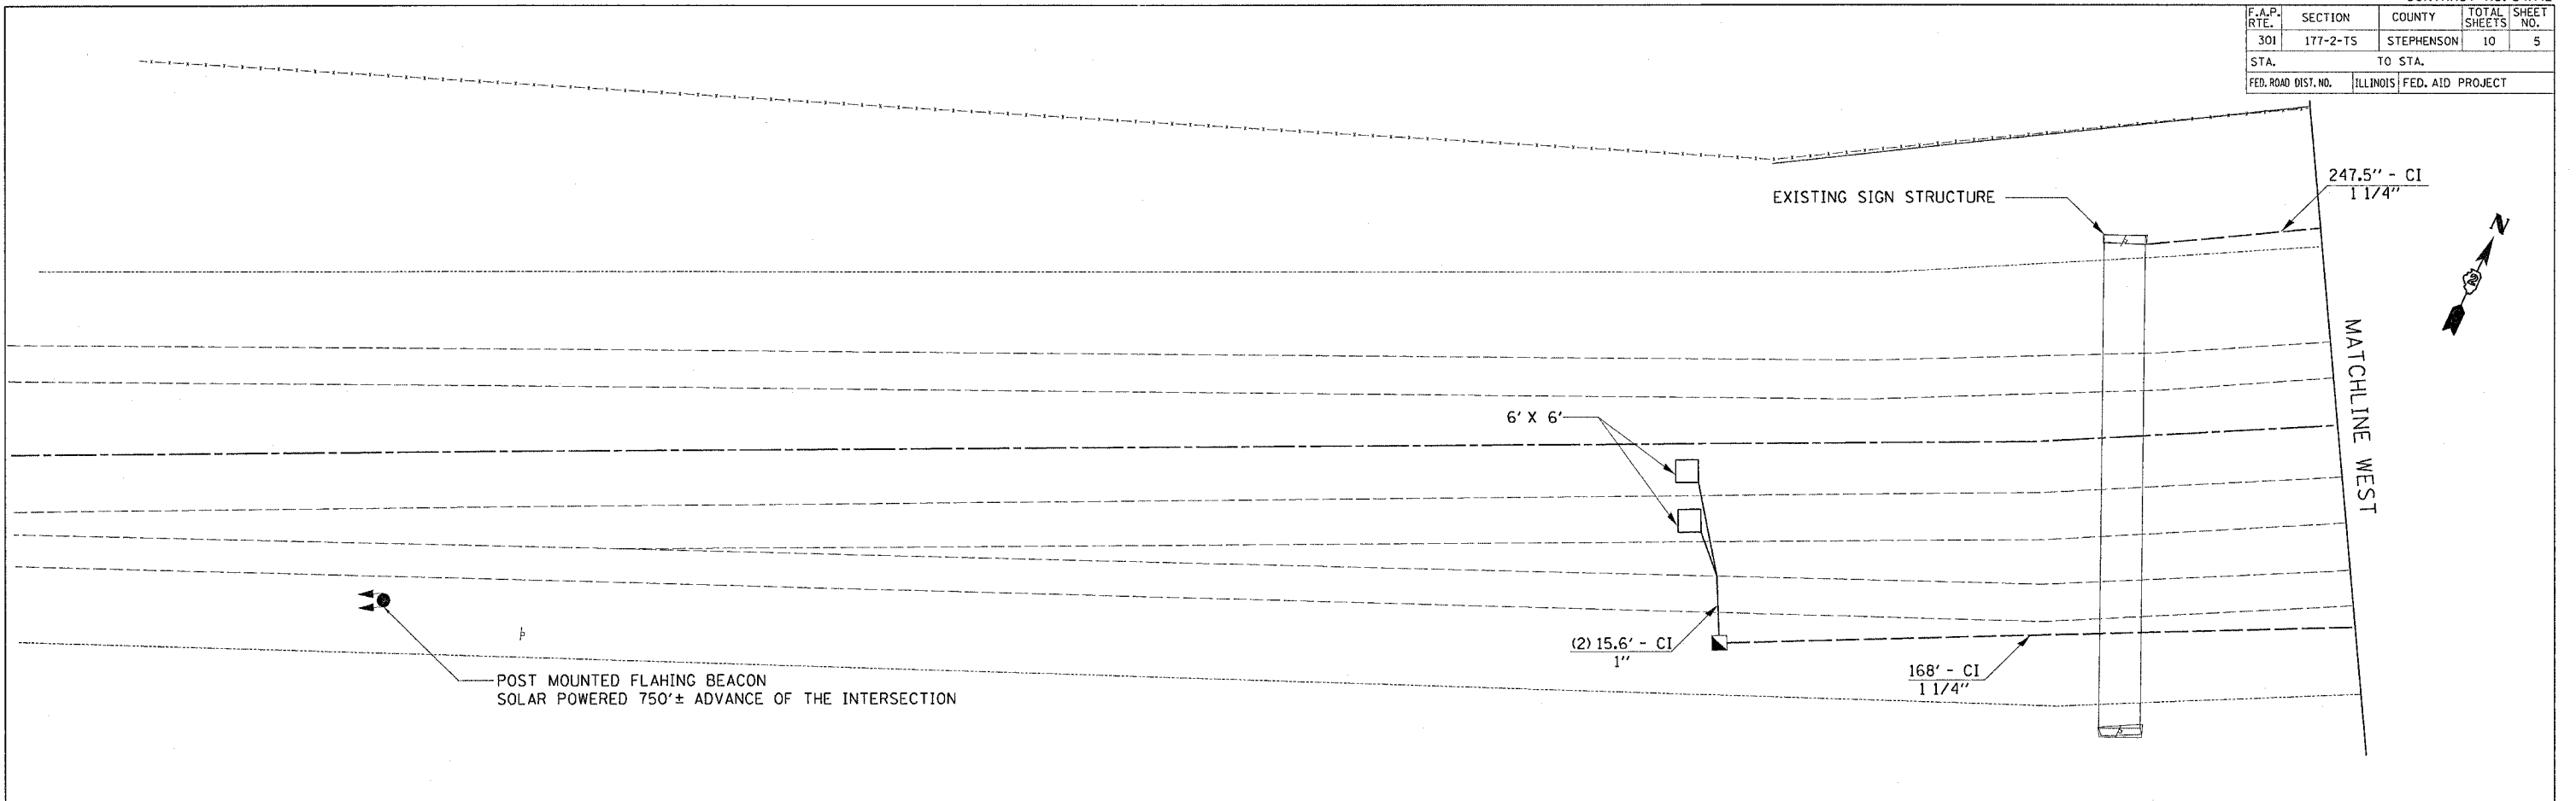 F.A.P. RTE. SECTION COUNTY TOTAL SHEETS SHEET NO.
301 177-2-TS STEPHENSON 10 5
STA. TO STA.
FED. ROAD DIST. NO. ILLINOIS FED. AID PROJECT
247.5" - CI
1 1/4"
EXISTING SIGN STRUCTURE
N
2
MATCHLINE WEST
6' X 6'
(2) 15.6' - CI
1"
168' - CI
1 1/4"
POST MOUNTED FLAHING BEACON
SOLAR POWERED 750'± ADVANCE OF THE INTERSECTION